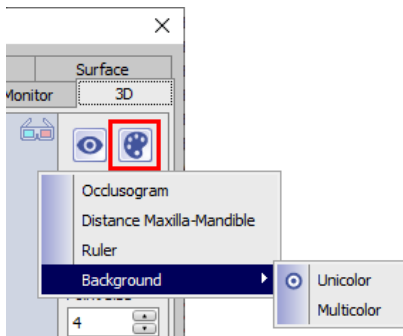 Surface
Monitor
3D
Occlusogram
Distance Maxilla-Mandible
Ruler
Background
Unicolor
Multicolor
4